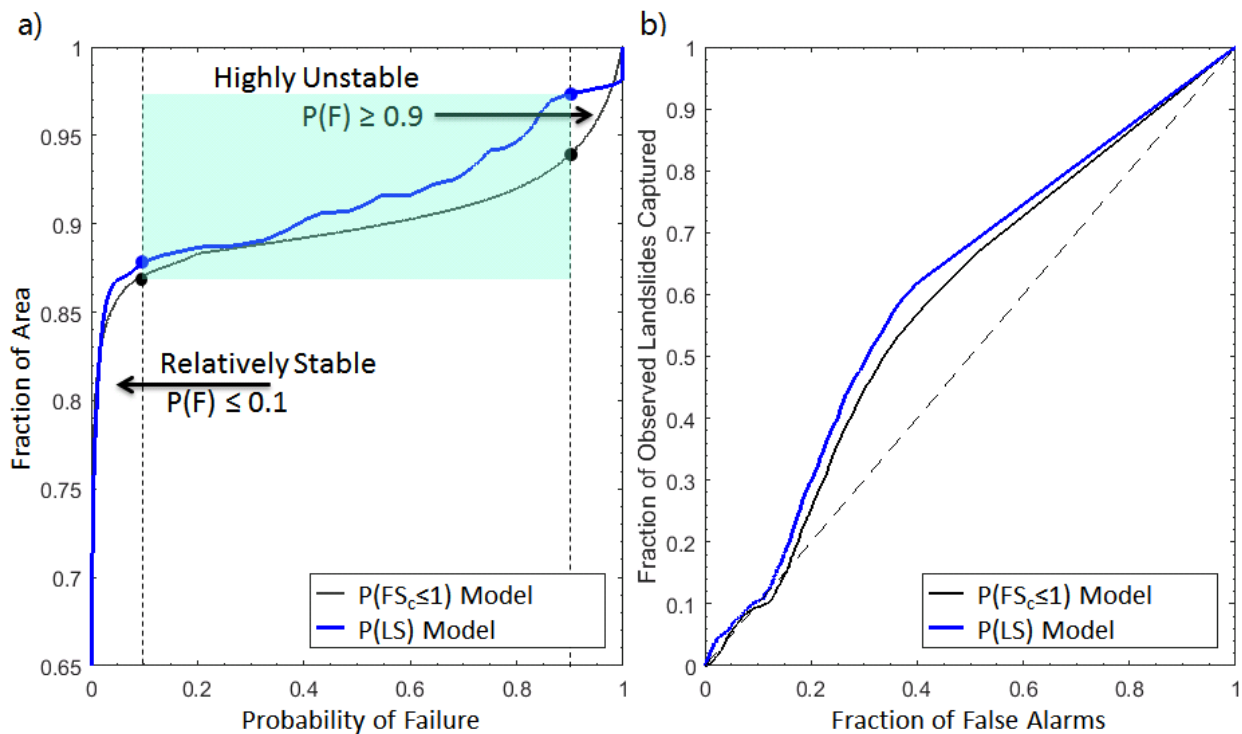 a)
Fraction of Area
1
0.95
0.9
0.85
0.8
0.75
0.7
0.65
Highly Unstable
P(F) ≥ 0.9
Relatively Stable
P(F) ≤ 0.1
P(FSc≤1) Model
P(LS) Model
0 0.2 0.4 0.6 0.8 1
Probability of Failure
b)
Fraction of Observed Landslides Captured
1
0.9
0.8
0.7
0.6
0.5
0.4
0.3
0.2
0.1
0
P(FSc≤1) Model
P(LS) Model
0 0.2 0.4 0.6 0.8 1
Fraction of False Alarms